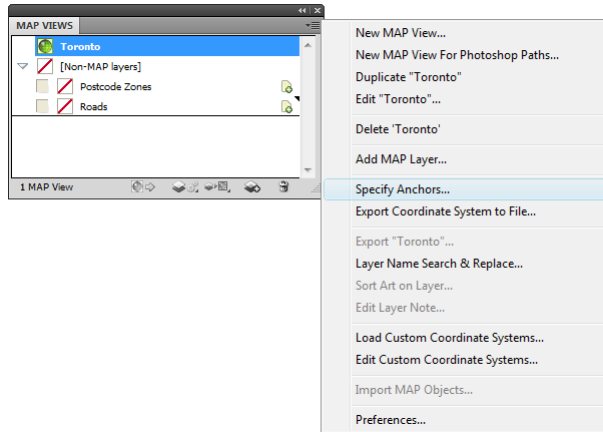 MAP VIEWS
Toronto
[Non-MAP layers]
Postcode Zones
Roads
1 MAP View
New MAP View...
New MAP View For Photoshop Paths...
Duplicate "Toronto"
Edit "Toronto"...
Delete 'Toronto'
Add MAP Layer...
Specify Anchors...
Export Coordinate System to File...
Export "Toronto"...
Layer Name Search & Replace...
Sort Art on Layer...
Edit Layer Note...
Load Custom Coordinate Systems...
Edit Custom Coordinate Systems...
Import MAP Objects...
Preferences...